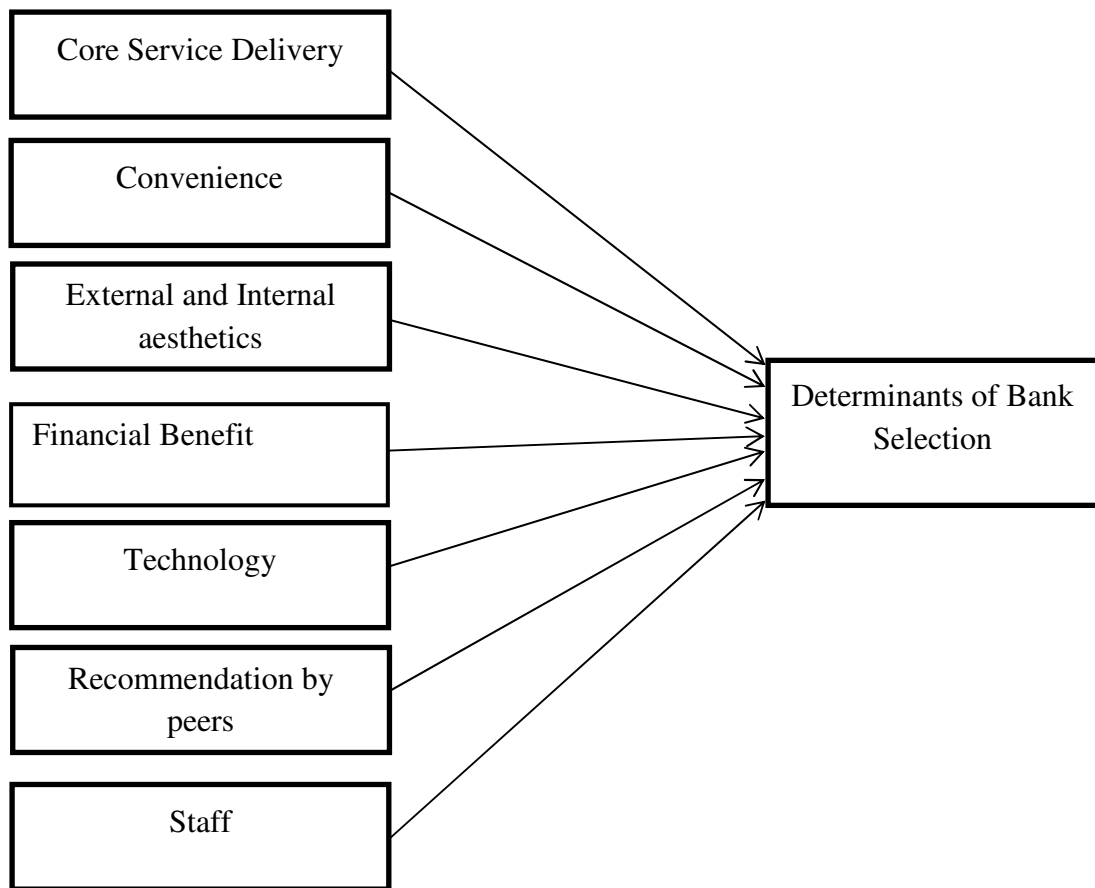 Core Service Delivery
Convenience
External and Internal
aesthetics
Financial Benefit
Technology
Recommendation by
peers
Staff
Determinants of Bank
Selection